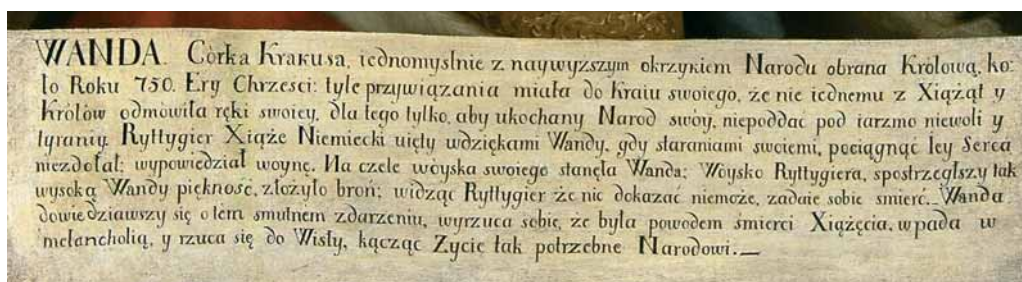 WANDA. Córka Krakusa, iednomyslnie z naywyzszym okrzykiem Narodu obrana Królową, ko:
ło Roku 750. Ery Chrzesci: tyle przywiązania miała do kraiu swoiego, że nie iednemu z Xiążąt y
Królów odmówiła ręki swoiey, dla tego tylko, aby ukochany Narod swóy, niepoddac pod iarzmo niewoli y
tyranią. Ryttygier Xiąże Niemiecki uięty wdziękami Wandy, gdy staraniami swoiemi, pociągnąć Iey Serca
niezdołał; wypowiedział woynę. Na czele woyska swoiego stanęła Wanda; Woysko Ryttygiera, spostrzegłszy tak
wysoką Wandy piękność, złożyło broń; widząc Ryttygier że nic dokazać niemoże, zadaie sobie smierć._ Wanda
dowiedziawszy się o tem smutnem zdarzeniu, wyrzuca sobie, że była powodem śmierci Xiążęcia, wpada w
melancholią, y rzuca się do Wisły, kącząc Zycie tak potrzebne Narodowi._